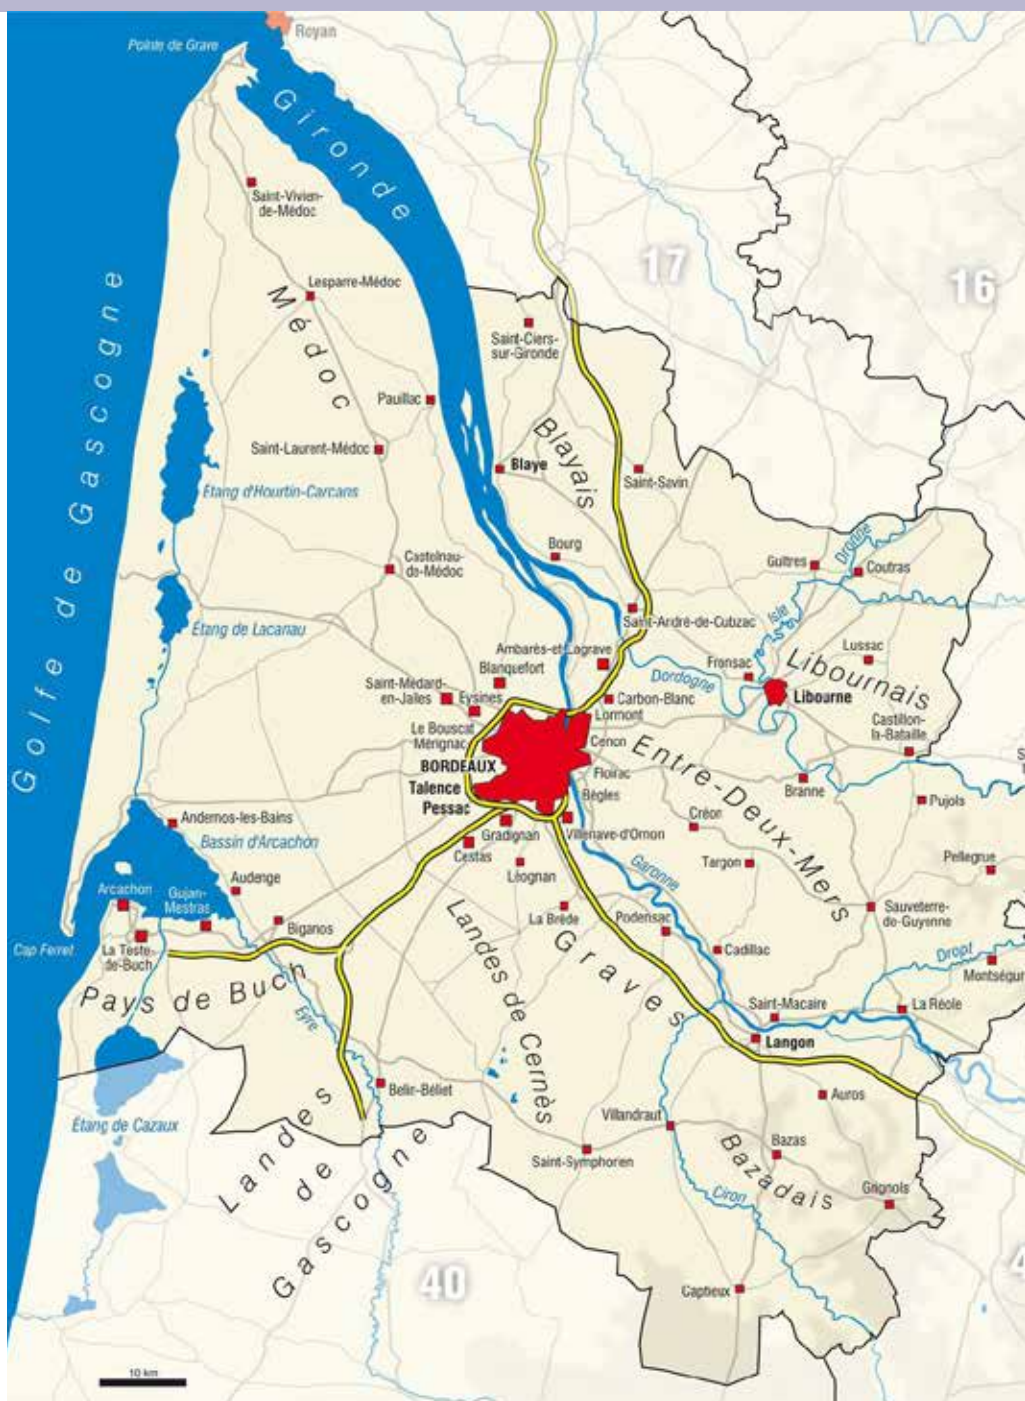 Royan
Pointe de Grave
Gironde
Saint-Vivien-
de-Médoc
17
16
Lesparre-Médoc
Médoc
Saint-Ciers-
sur-Gironde
Golfe de Gascogne
Pauillac
Blayais
Saint-Laurent-Médoc
Blaye
Saint-Savin
Étang d'Hourtin-Carcans
Bourg
Castelnau-
de-Médoc
Guîtres
Dronne
Coutras
Isle
Saint-André-de-Cubzac
Étang de Lacanau
Ambarès-et-Lagrave
Blanquefort
Fronsac
Lussac
Libournais
Dordogne
Saint-Médard-
en-Jalles
Eysines
Carbon-Blanc
Libourne
Le Bouscat
Lormont
Castillon-
la-Bataille
Mérignac
Cenon
Entre-Deux-Mers
BORDEAUX
Floirac
Talence
Bègles
Branne
Pessac
Pujols
Andernos-les-Bains
Créon
Gradignan
Villenave-d'Ornon
Bassin d'Arcachon
Cestas
Léognan
Targon
Pellegrue
Garonne
Arcachon
Gujan-
Mestras
Audenge
La Brède
Podensac
Sauveterre-
de-Guyenne
Biganos
Cap Ferret
La Teste-
de-Buch
Landes de Cernès
Graves
Cadillac
Dropt
Montségur
Pays de Buch
Eyre
Saint-Macaire
La Réole
Langon
Belin-Béliet
Auros
Étang de Cazaux
Landes
de
Gascogne
Villandraut
Saint-Symphorien
Bazas
Bazadais
Ciron
Grignols
40
4
Captieux
10 km